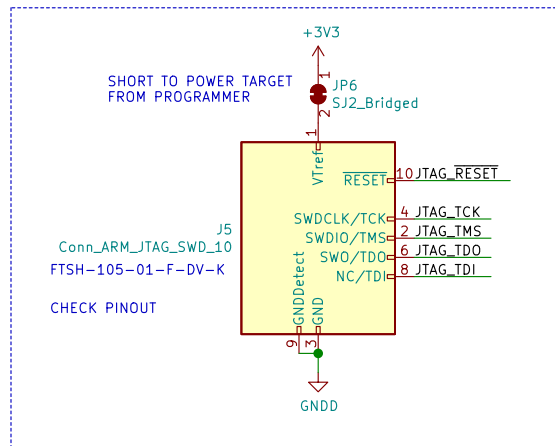 +3V3
1
SHORT TO POWER TARGET
FROM PROGRAMMER
JP6
SJ2_Bridged
2
1
VTref
RESET
10
JTAG_RESET
J5
Conn_ARM_JTAG_SWD_10
FTSH-105-01-F-DV-K
CHECK PINOUT
SWDCLK/TCK
4
JTAG_TCK
SWDIO/TMS
2
JTAG_TMS
SWO/TDO
6
JTAG_TDO
NC/TDI
8
JTAG_TDI
GNDDetect
GND
9
3
GNDD